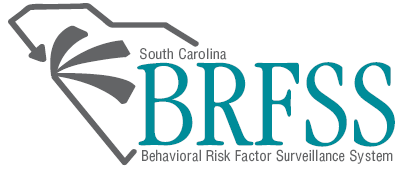 South Carolina
BRFSS
Behavioral Risk Factor Surveillance System